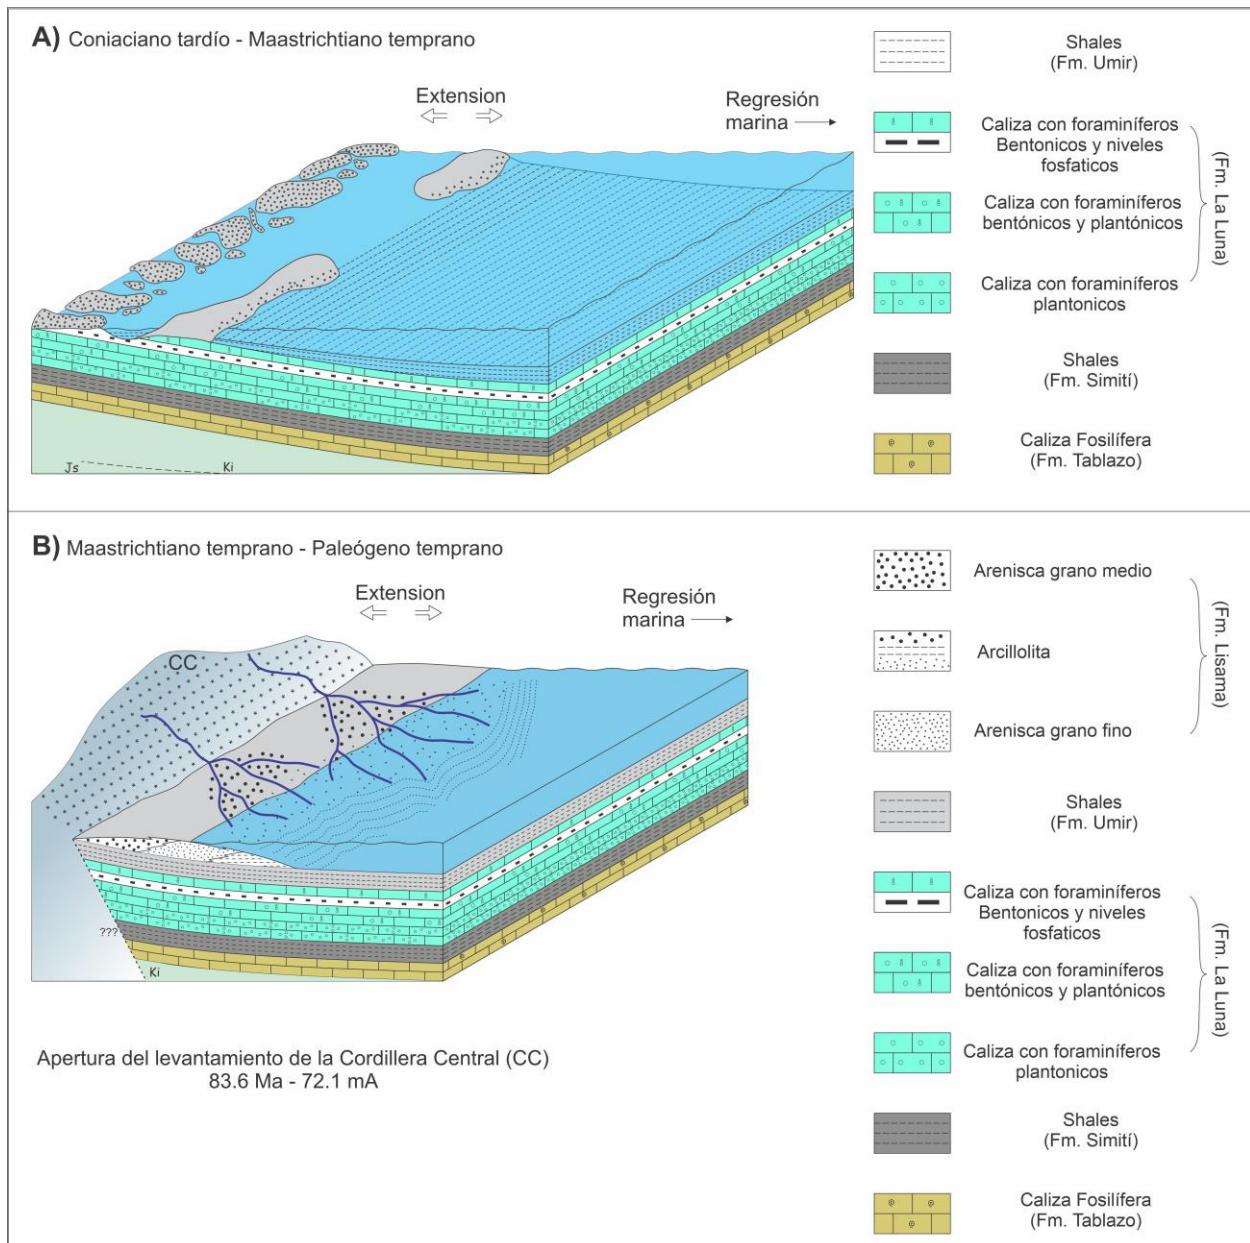 A) Coniaciano tardío - Maastrichtiano temprano
Extension
Regresión
marina
Js
Ki
Shales
(Fm. Umir)
Caliza con foraminíferos
Bentonicos y niveles
fosfaticos
Caliza con foraminíferos
bentónicos y plantónicos
Caliza con foraminíferos
plantonicos
(Fm. La Luna)
Shales
(Fm. Simití)
Caliza Fosilífera
(Fm. Tablazo)
B) Maastrichtiano temprano - Paleógeno temprano
Extension
Regresión
marina
CC
???
Ki
Apertura del levantamiento de la Cordillera Central (CC)
83.6 Ma - 72.1 mA
Arenisca grano medio
Arcillolita
Arenisca grano fino
(Fm. Lisama)
Shales
(Fm. Umir)
Caliza con foraminíferos
Bentonicos y niveles
fosfaticos
Caliza con foraminíferos
bentónicos y plantónicos
Caliza con foraminíferos
plantonicos
(Fm. La Luna)
Shales
(Fm. Simití)
Caliza Fosilífera
(Fm. Tablazo)